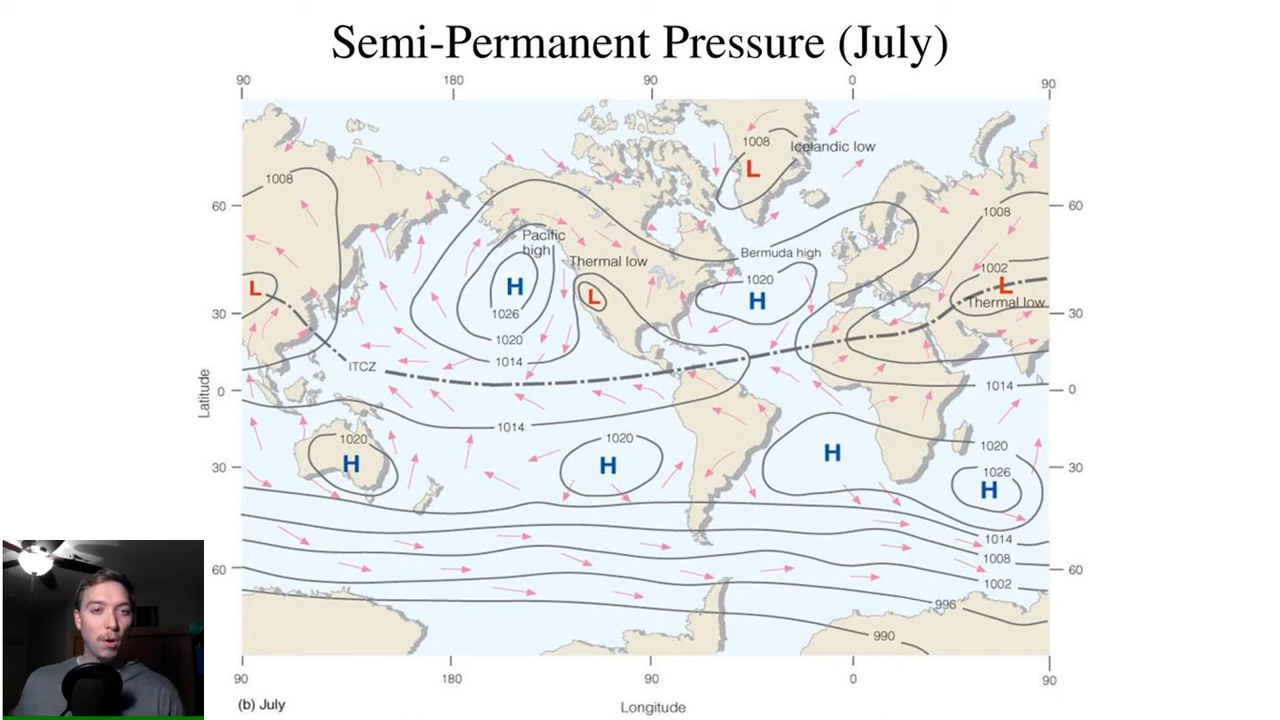 Semi-Permanent Pressure (July)
90 180 90 0 90
1008 Icelandic low
L
1008
60 60
1008
Pacific
high
Bermuda high
Thermal low
1002
1020
L H L H L
Thermal low
30 1026 30
1020
1014
ITCZ
Latitude
0 1014 0
1014
1020 1020 1020
H H H
30 1026 30
H
1014
1008
60 60
1002
996
990
90 180 90 0 90
(b) July
Longitude